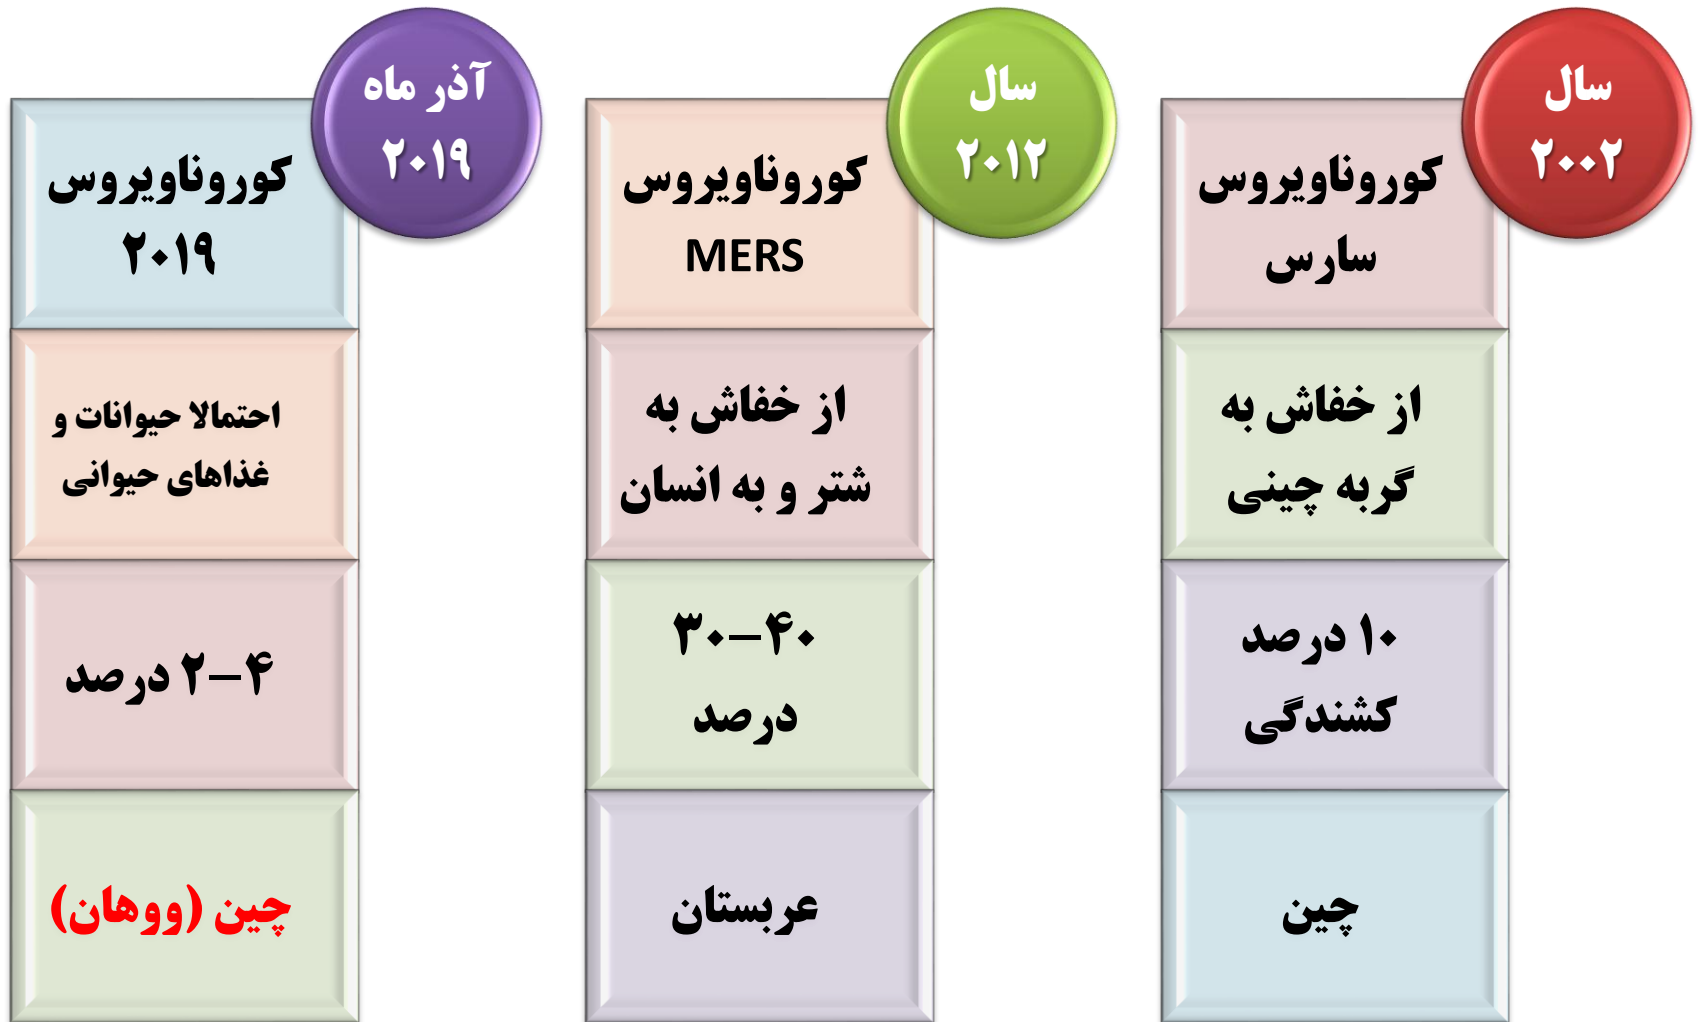 سال
۲۰۰۲
کوروناویروس
سارس
از خفاش به
گربه چینی
۱۰ درصد
کشندگی
چین
سال
۲۰۱۲
کوروناویروس
MERS
از خفاش به
شتر و به انسان
۳۰-۴۰
درصد
عربستان
آذر ماه
۲۰۱۹
کوروناویروس
۲۰۱۹
احتمالا حیوانات و
غذاهای حیوانی
۲-۴ درصد
چین (ووهان)